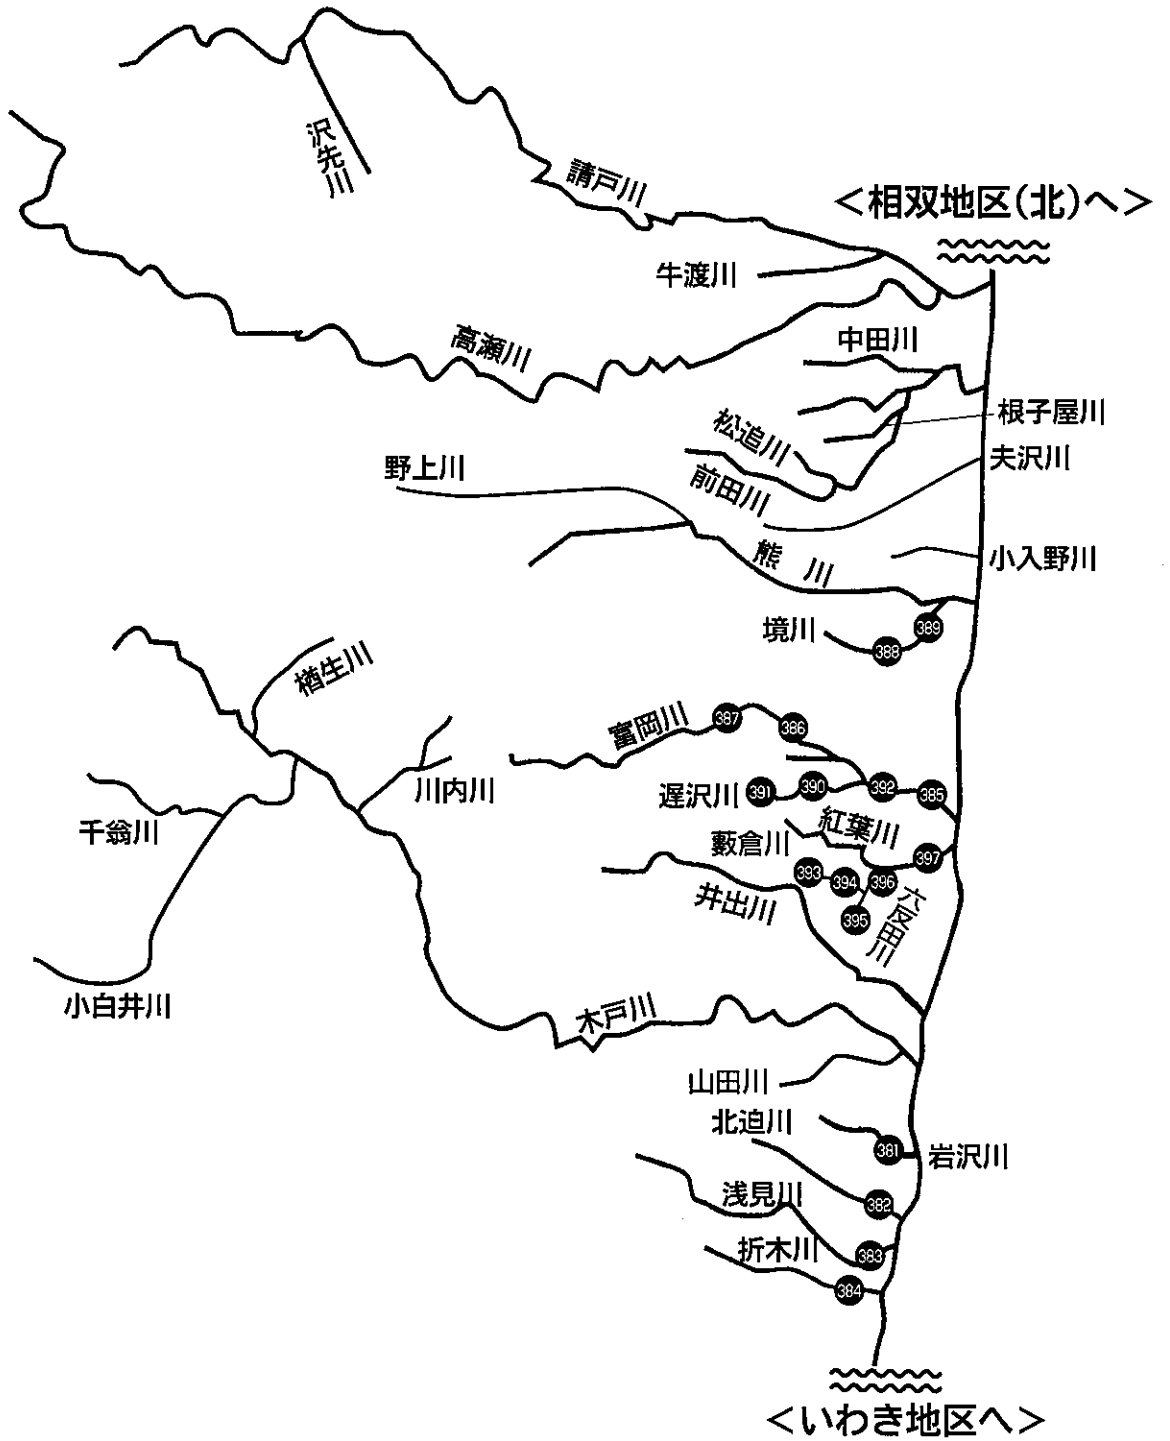 沢先川
請戸川
＜相双地区(北)へ＞
牛渡川
高瀬川
中田川
根子屋川
松追川
野上川
夫沢川
前田川
熊川
小入野川
境川
389
388
楢生川
富岡川
387
386
川内川
遅沢川
391
390
392
385
千翁川
紅葉川
藪倉川
397
393
394
396
井出川
395
六反田川
小白井川
木戸川
山田川
北迫川
381
岩沢川
浅見川
382
折木川
383
384
＜いわき地区へ＞